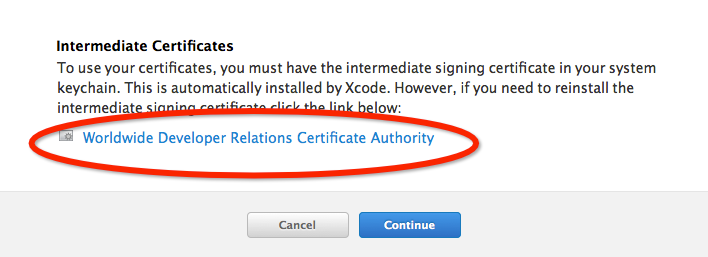 Intermediate Certificates
To use your certificates, you must have the intermediate signing certificate in your system
keychain. This is automatically installed by Xcode. However, if you need to reinstall the
intermediate signing certificate click the link below:
Worldwide Developer Relations Certificate Authority
Cancel
Continue